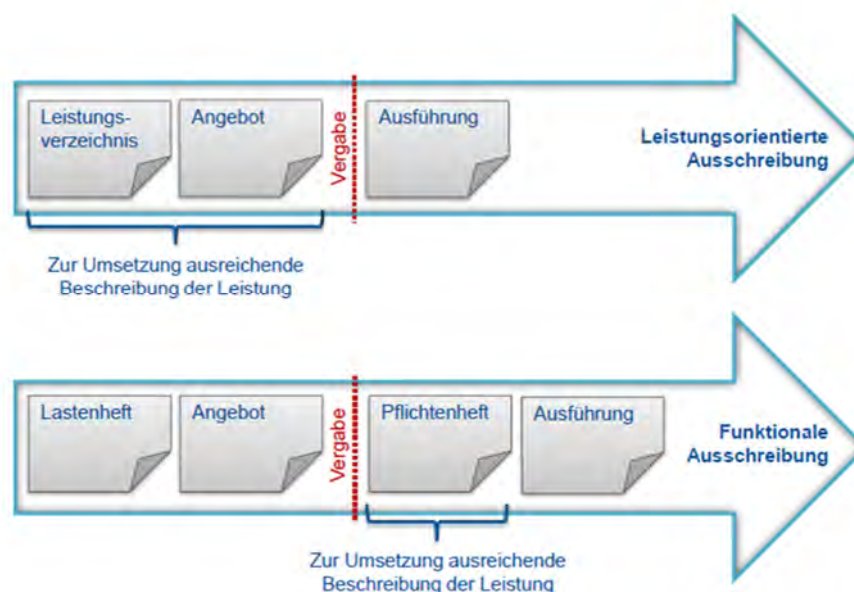 Leistungs-
verzeichnis
Angebot
Vergabe
Ausführung
Leistungsorientierte
Ausschreibung
Zur Umsetzung ausreichende
Beschreibung der Leistung
Lastenheft
Angebot
Vergabe
Pflichtenheft
Ausführung
Funktionale
Ausschreibung
Zur Umsetzung ausreichende
Beschreibung der Leistung